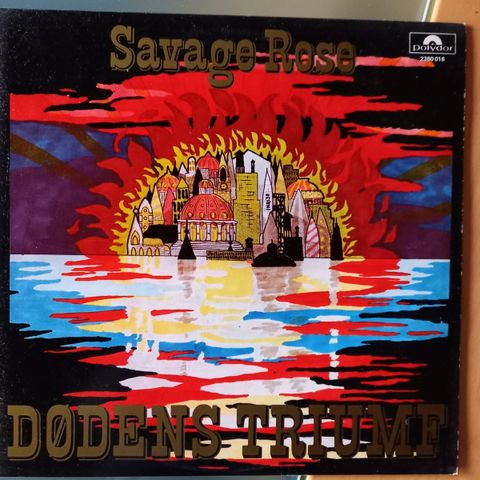 Savage Rose
polydor
2380 016
DØDENS TRIUMF